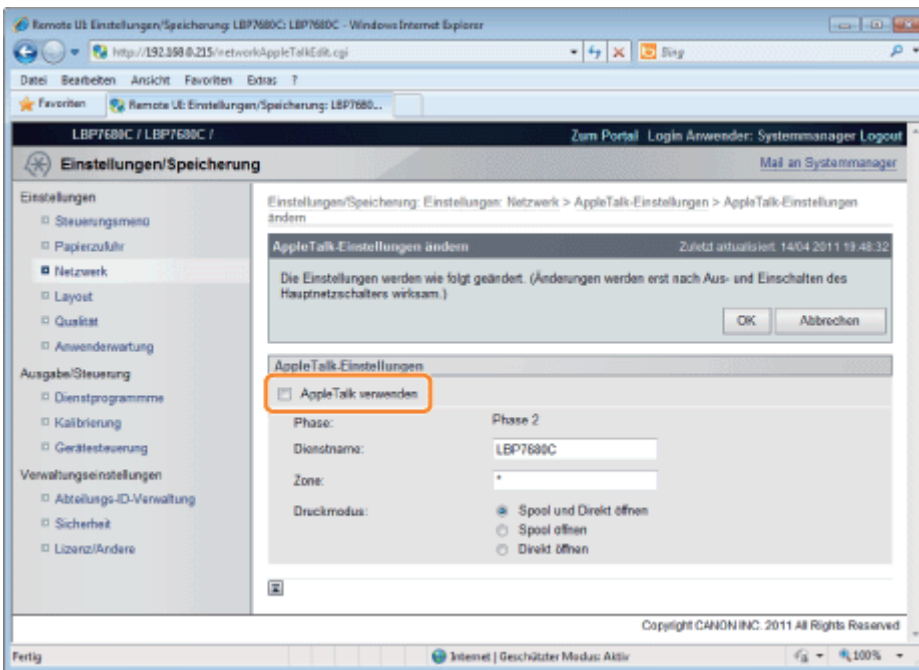 Remote UI: Einstellungen/Speicherung: LBP7680C: LBP7680C - Windows Internet Explorer
http://192.168.0.215/networkAppleTalkEdit.cgi
Bing
Datei Bearbeiten Ansicht Favoriten Extras ?
Favoriten Remote UI: Einstellungen/Speicherung: LBP7680...
LBP7680C / LBP7680C /
Zum Portal Login Anwender: Systemmanager Logout
Einstellungen/Speicherung
Mail an Systemmanager
Einstellungen
Steuerungsmenü
Papierzufuhr
Netzwerk
Layout
Qualität
Anwenderwartung
Ausgabe/Steuerung
Dienstprogrammme
Kalibrierung
Gerätesteuerung
Verwaltungseinstellungen
Abteilungs-ID-Verwaltung
Sicherheit
Lizenz/Andere
Einstellungen/Speicherung: Einstellungen: Netzwerk > AppleTalk-Einstellungen > AppleTalk-Einstellungen
ändern
AppleTalk-Einstellungen ändern
Zuletzt aktualisiert: 14/04 2011 19:48:32
Die Einstellungen werden wie folgt geändert. (Änderungen werden erst nach Aus- und Einschalten des
Hauptnetzschalters wirksam.)
OK Abbrechen
AppleTalk-Einstellungen
AppleTalk verwenden
Phase: Phase 2
Dienstname: LBP7680C
Zone: *
Druckmodus: Spool und Direkt öffnen
Spool öffnen
Direkt öffnen
Copyright CANON INC. 2011 All Rights Reserved
Fertig
Internet | Geschützter Modus: Aktiv
100%